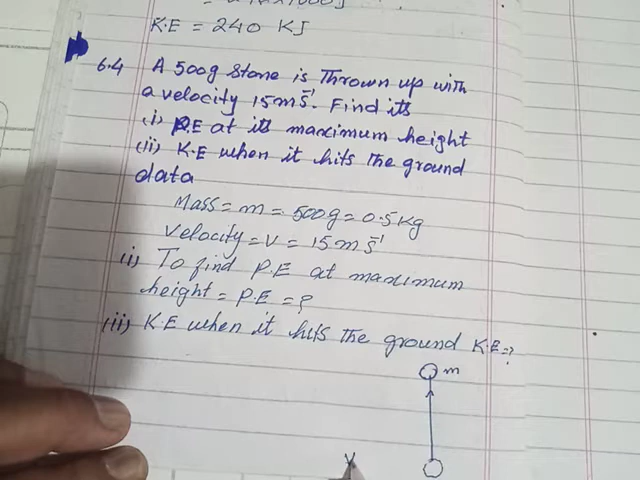 K.E = 240 KJ
6.4 A 500g stone is Thrown up with
a velocity 15ms⁻¹. Find its
(i) P.E at its maximum height
(ii) K.E when it hits the ground
data
Mass = m = 500g = 0.5kg
Velocity = V = 15ms⁻¹
(i) To find P.E at maximum
height = P.E = ?
(ii) K.E when it hits the ground K.E = ?
m
V